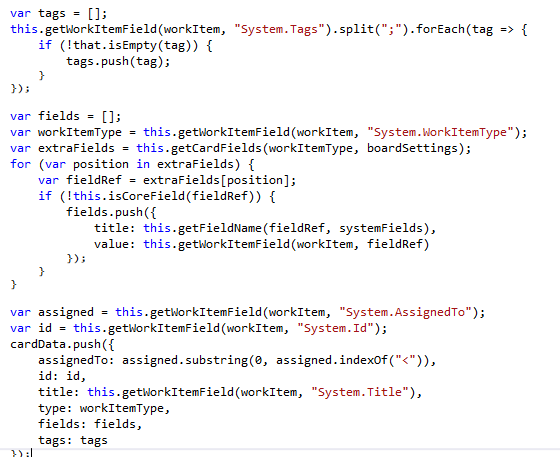 var tags = [];
this.getWorkItemField(workItem, "System.Tags").split(";").forEach(tag => {
    if (!that.isEmpty(tag)) {
        tags.push(tag);
    }
});

var fields = [];
var workItemType = this.getWorkItemField(workItem, "System.WorkItemType");
var extraFields = this.getCardFields(workItemType, boardSettings);
for (var position in extraFields) {
    var fieldRef = extraFields[position];
    if (!this.isCoreField(fieldRef)) {
        fields.push({
            title: this.getFieldName(fieldRef, systemFields),
            value: this.getWorkItemField(workItem, fieldRef)
        });
    }
}

var assigned = this.getWorkItemField(workItem, "System.AssignedTo");
var id = this.getWorkItemField(workItem, "System.Id");
cardData.push({
    assignedTo: assigned.substring(0, assigned.indexOf("<")),
    id: id,
    title: this.getWorkItemField(workItem, "System.Title"),
    type: workItemType,
    fields: fields,
    tags: tags
});